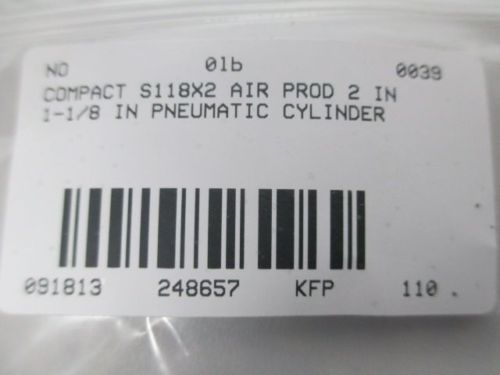 NO 01b 0039
COMPACT S118X2 AIR PROD 2 IN
1-1/8 IN PNEUMATIC CYLINDER
091813 248657 KFP 110 .